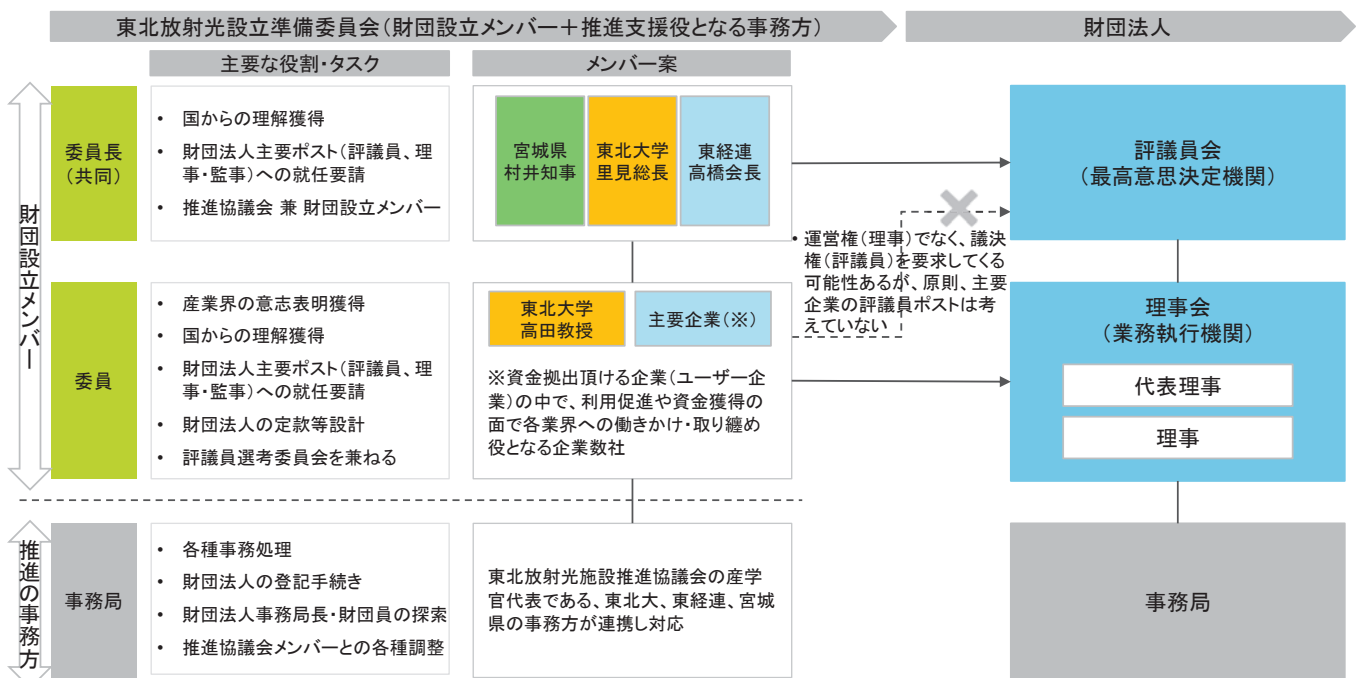 東北放射光設立準備委員会(財団設立メンバー＋推進支援役となる事務方)
財団法人
主要な役割・タスク
メンバー案
財団設立メンバー
委員長
(共同)
• 国からの理解獲得
• 財団法人主要ポスト(評議員、理
事・監事)への就任要請
• 推進協議会 兼 財団設立メンバー
宮城県
村井知事
東北大学
里見総長
東経連
高橋会長
評議員会
(最高意思決定機関)
• 運営権(理事)でなく、議決
権(評議員)を要求してくる
可能性あるが、原則、主要
企業の評議員ポストは考
えていない
委員
• 産業界の意志表明獲得
• 国からの理解獲得
• 財団法人主要ポスト(評議員、理
事・監事)への就任要請
• 財団法人の定款等設計
• 評議員選考委員会を兼ねる
東北大学
高田教授
主要企業(※)
※資金拠出頂ける企業(ユーザー企
業)の中で、利用促進や資金獲得の
面で各業界への働きかけ・取り纏め
役となる企業数社
理事会
(業務執行機関)
代表理事
理事
推進の事務方
事務局
• 各種事務処理
• 財団法人の登記手続き
• 財団法人事務局長・財団員の探索
• 推進協議会メンバーとの各種調整
東北放射光施設推進協議会の産学
官代表である、東北大、東経連、宮城
県の事務方が連携し対応
事務局